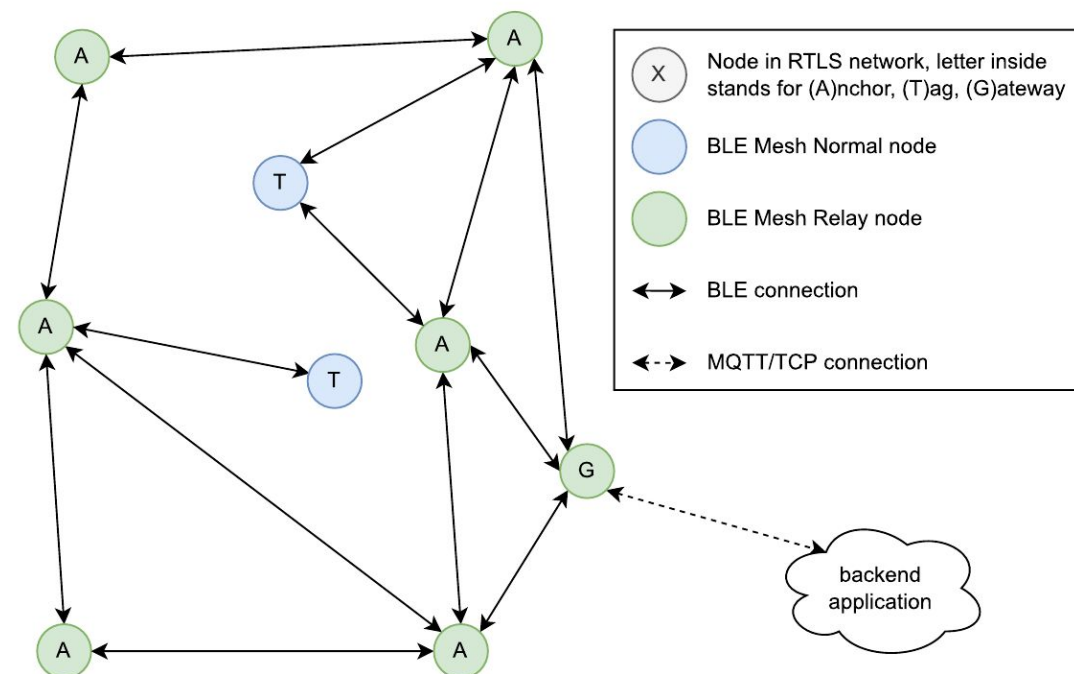 A
A
T
A
A
T
G
A
A
X
Node in RTLS network, letter inside
stands for (A)nchor, (T)ag, (G)ateway
BLE Mesh Normal node
BLE Mesh Relay node
BLE connection
MQTT/TCP connection
backend
application